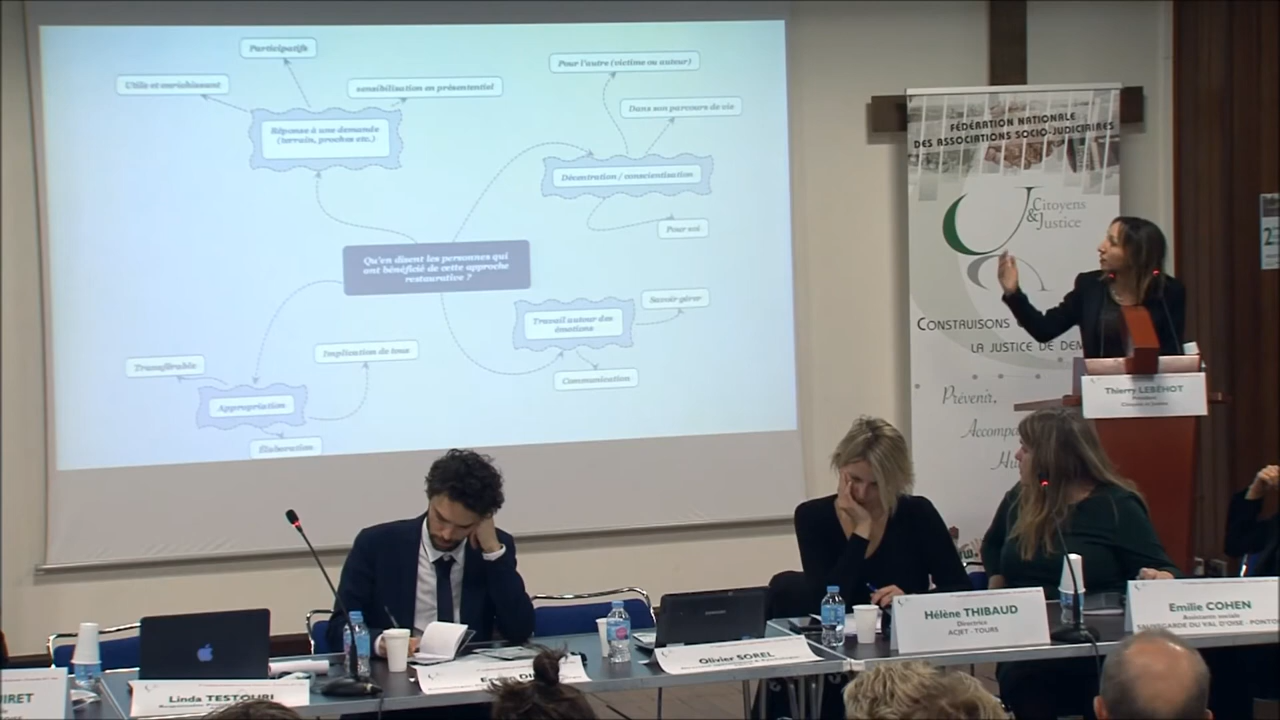 Participatifs
Utile et enrichissant
sensibilisation en présententiel
Réponse à une demande
(terrain, proches etc.)
Pour l'autre (victime ou auteur)
Dans son parcours de vie
Décentration / conscientisation
Pour soi
Qu'en disent les personnes qui
ont bénéficié de cette approche
restaurative ?
Savoir gérer
Travail autour des
émotions
Communication
Implication de tous
Transférable
Appropriation
Élaboration
FÉDÉRATION NATIONALE
DES ASSOCIATIONS SOCIO-JUDICIAIRES
Citoyens
&Justice
CONSTRUISONS
LA JUSTICE DE
Prévenir,
Thierry LEBÉHOT
Président
Citoyens et Justice
Hélène THIBAUD
Directrice
ACJET - TOURS
Emilie COHEN
Assistante sociale
SAUVEGARDE DU VAL D'OISE -
Linda TESTOURI
Olivier SOREL
SAMSUNG